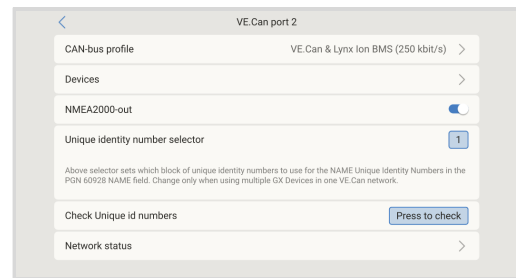 VE.Can port 2
CAN-bus profile VE.Can & Lynx Ion BMS (250 kbit/s)
Devices
NMEA2000-out
Unique identity number selector 1
Above selector sets which block of unique identity numbers to use for the NAME Unique Identity Numbers in the
PGN 60928 NAME field. Change only when using multiple GX Devices in one VE.Can network.
Check Unique id numbers Press to check
Network status